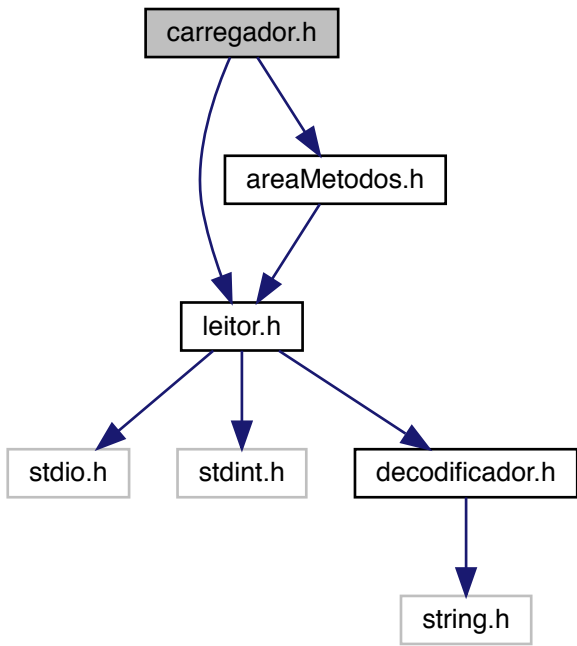 carregador.h
areaMetodos.h
leitor.h
stdio.h
stdint.h
decodificador.h
string.h